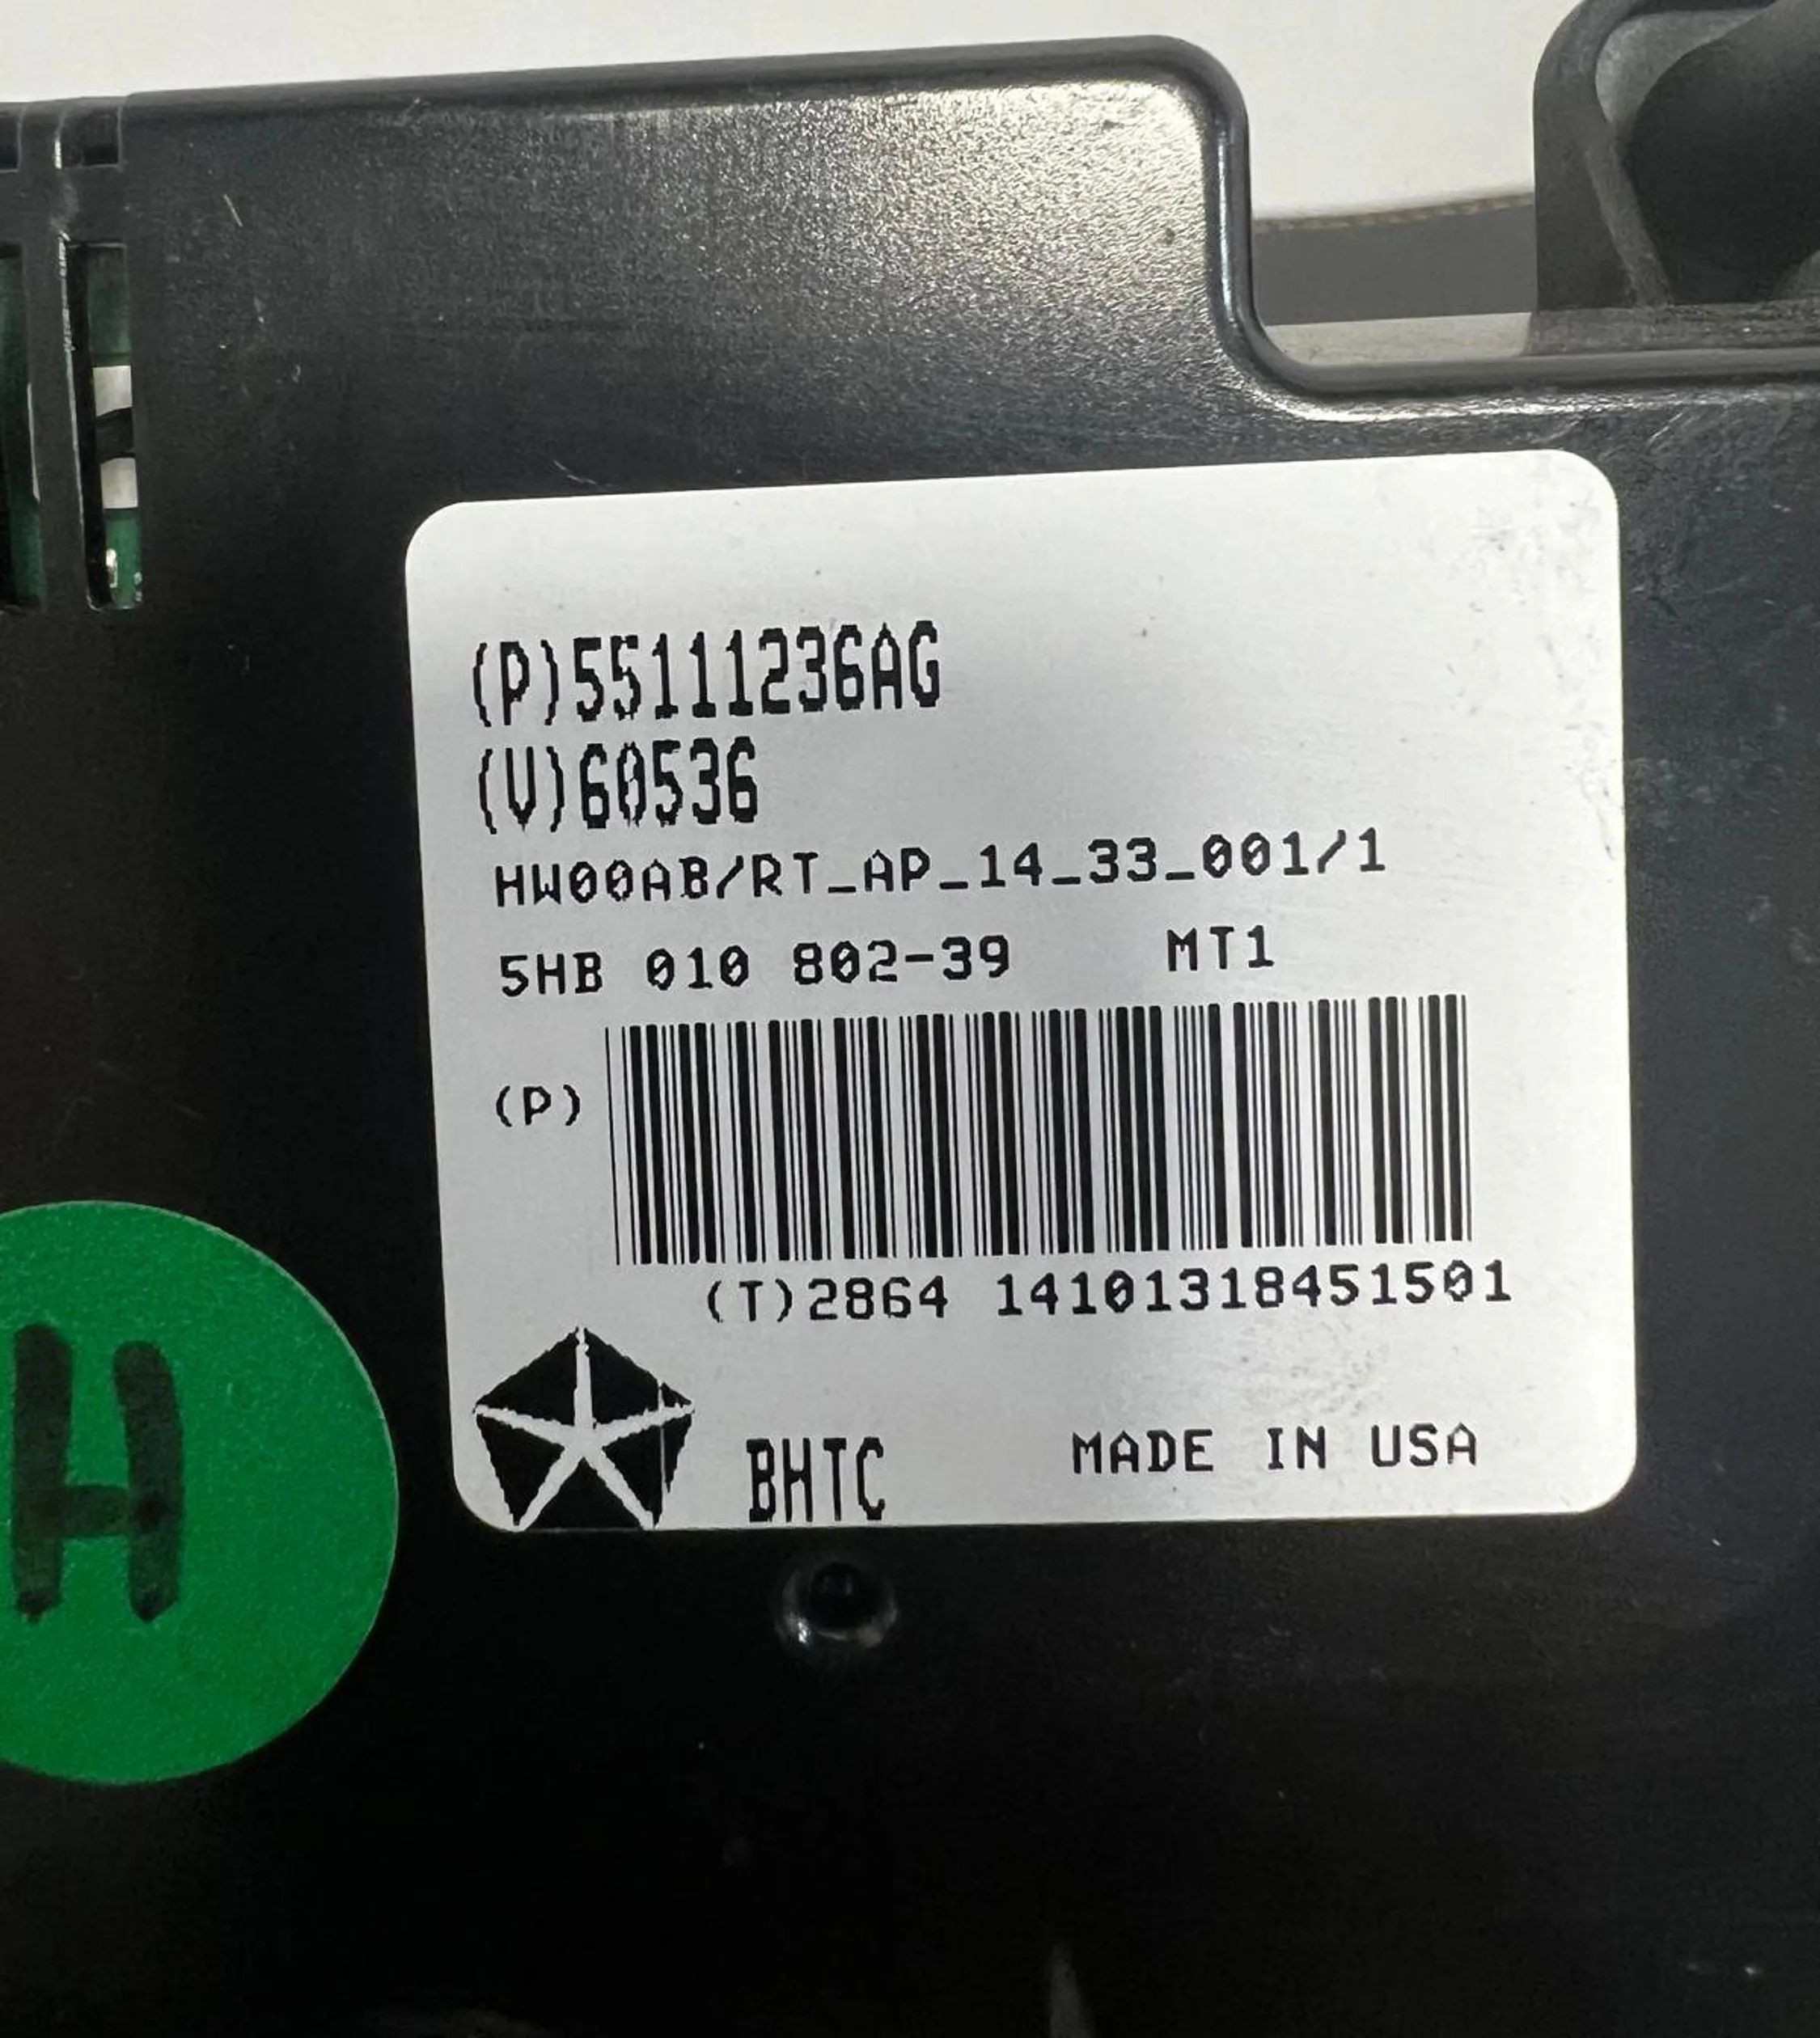 (P)55111236AG
(V)60536
HW00AB/RT_AP_14_33_001/1
5HB 010 802-39 MT1
(P)
(T)2864 14101318451501
BHTC MADE IN USA
H